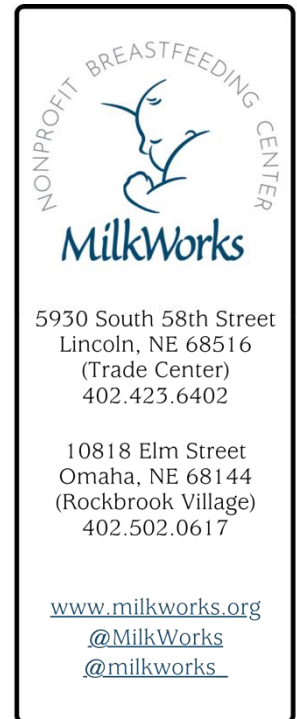 NONPROFIT BREASTFEEDING CENTER
MilkWorks
5930 South 58th Street
Lincoln, NE 68516
(Trade Center)
402.423.6402
10818 Elm Street
Omaha, NE 68144
(Rockbrook Village)
402.502.0617
www.milkworks.org
@MilkWorks
@milkworks_